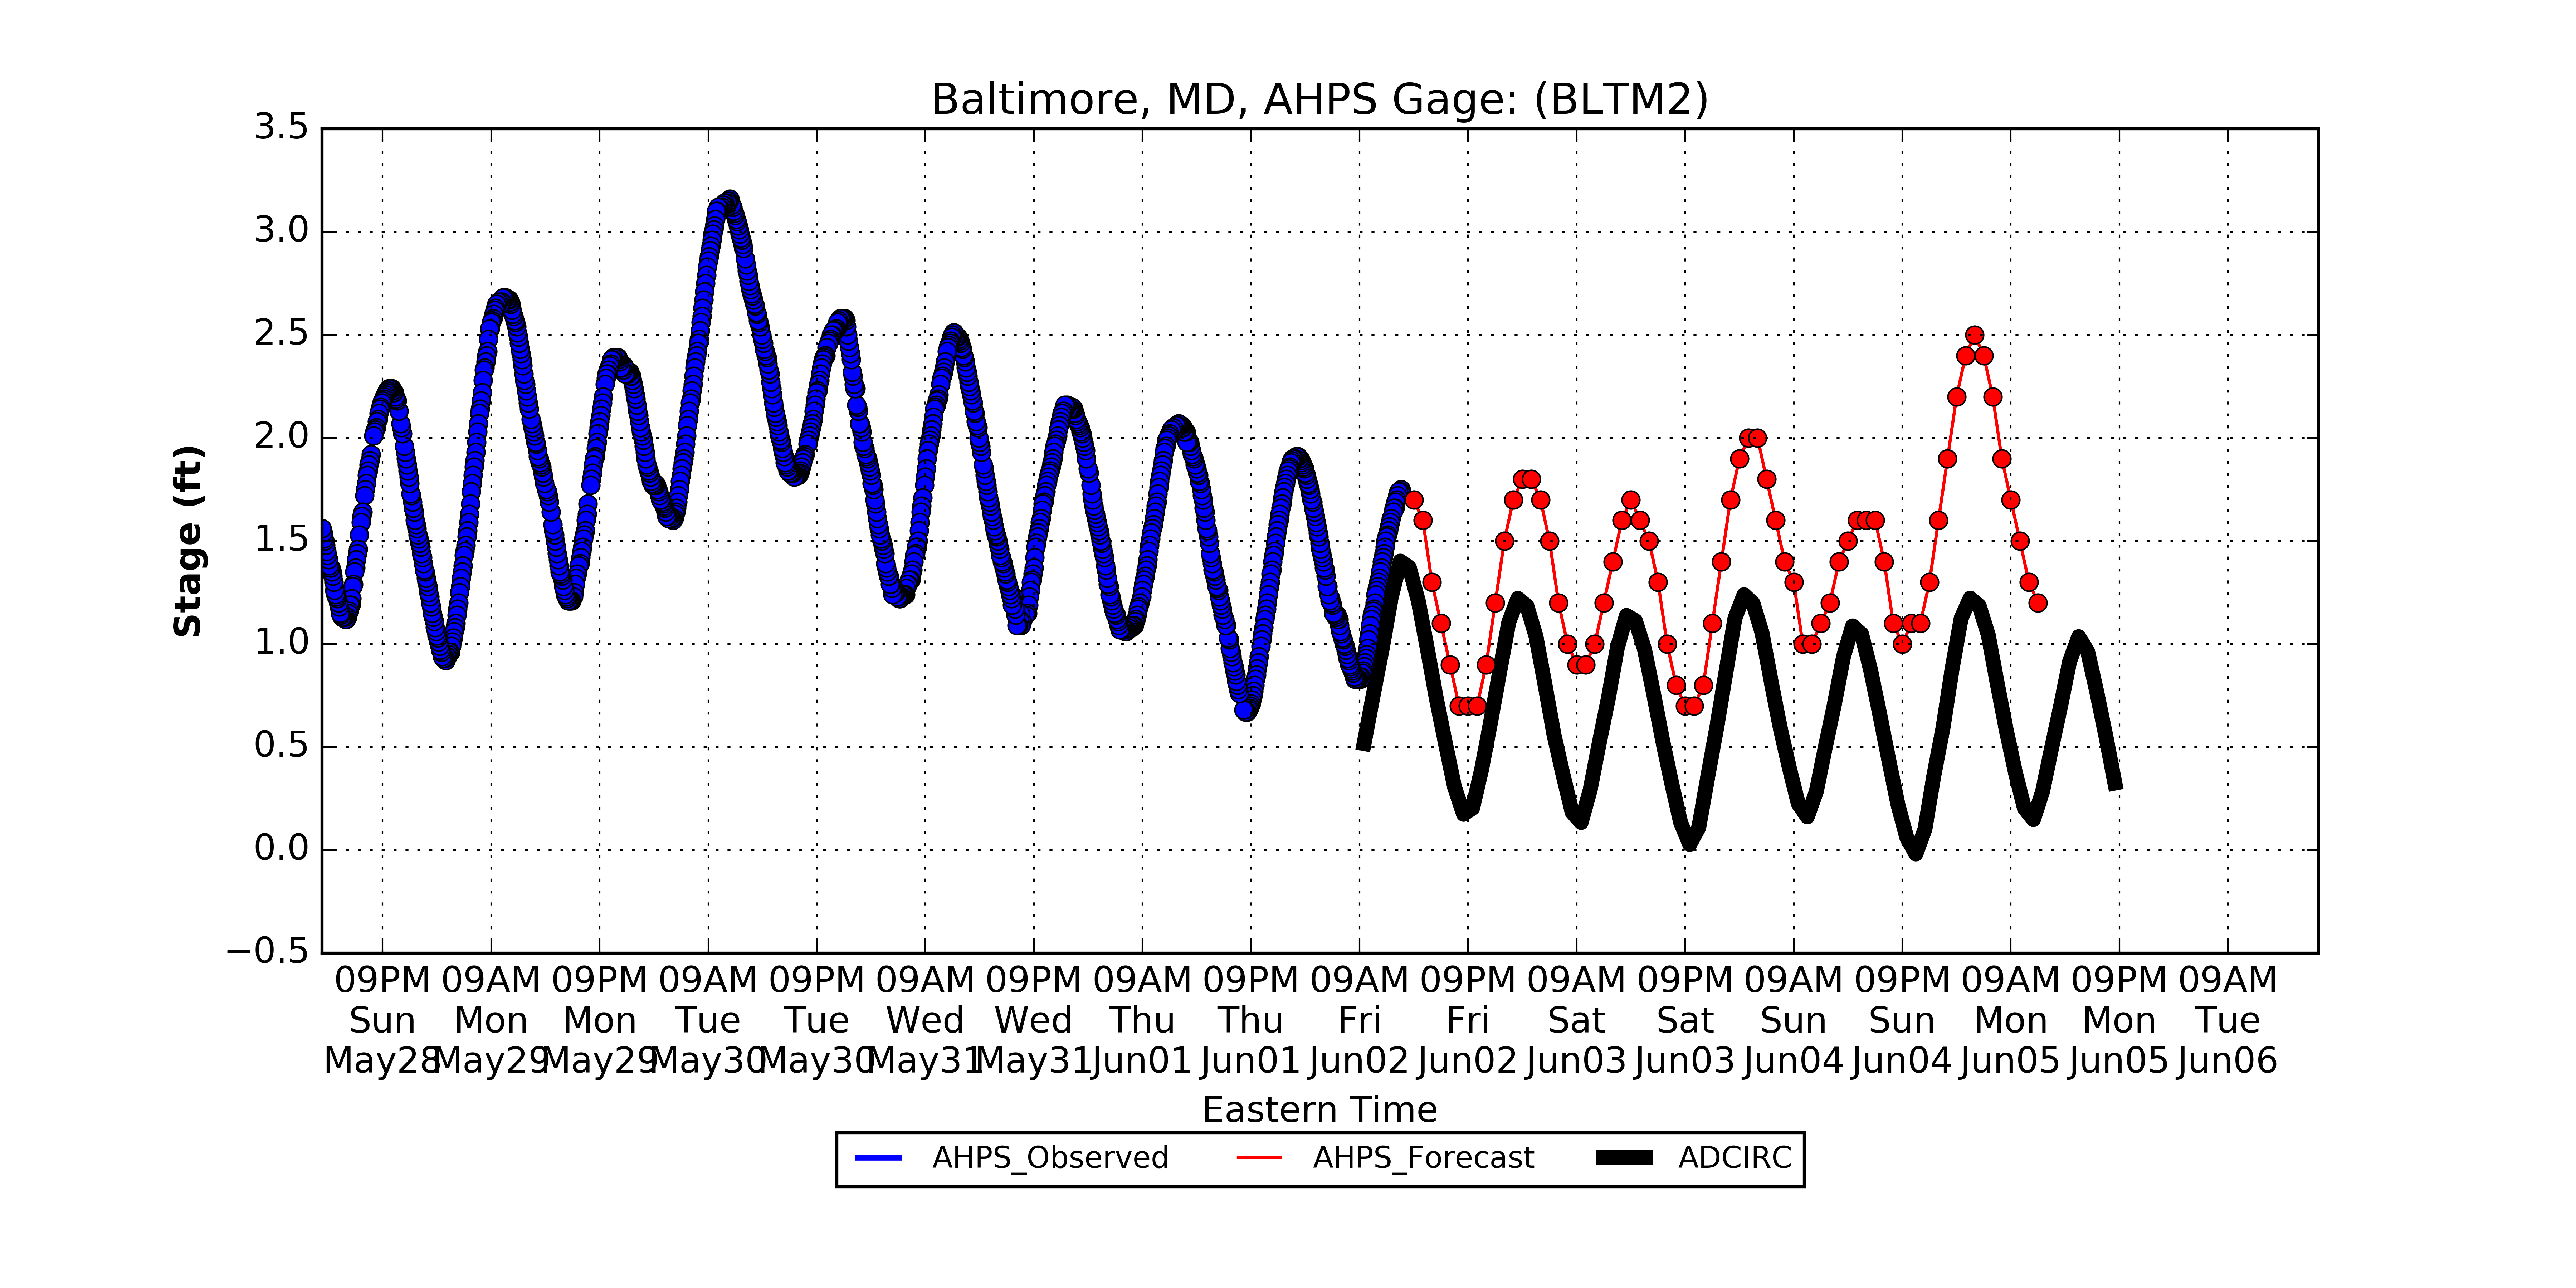 Baltimore, MD, AHPS Gage: (BLTM2)
3.5
3.0
2.5
2.0
1.5
1.0
0.5
0.0
−0.5
Stage (ft)
09PM 09AM 09PM 09AM 09PM 09AM 09PM 09AM 09PM 09AM 09PM 09AM 09PM 09AM 09PM 09AM 09PM 09AM
Sun Mon Mon Tue Tue Wed Wed Thu Thu Fri Fri Sat Sat Sun Sun Mon Mon Tue
May28 May29 May29 May30 May30 May31 May31 Jun01 Jun01 Jun02 Jun02 Jun03 Jun03 Jun04 Jun04 Jun05 Jun05 Jun06
Eastern Time
AHPS_Observed AHPS_Forecast ADCIRC